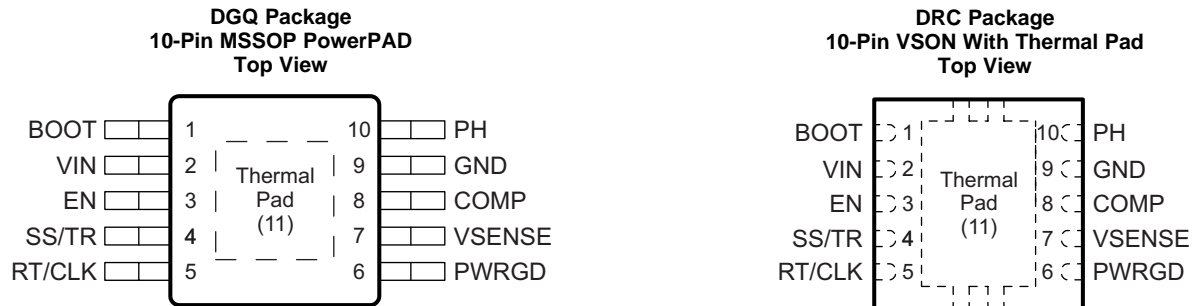 DGQ Package
10-Pin MSSOP PowerPAD
Top View
BOOT 1 10 PH
VIN 2 9 GND
EN 3 8 COMP
SS/TR 4 7 VSENSE
RT/CLK 5 6 PWRGD
Thermal
Pad
(11)
DRC Package
10-Pin VSON With Thermal Pad
Top View
BOOT 1 10 PH
VIN 2 9 GND
EN 3 8 COMP
SS/TR 4 7 VSENSE
RT/CLK 5 6 PWRGD
Thermal
Pad
(11)